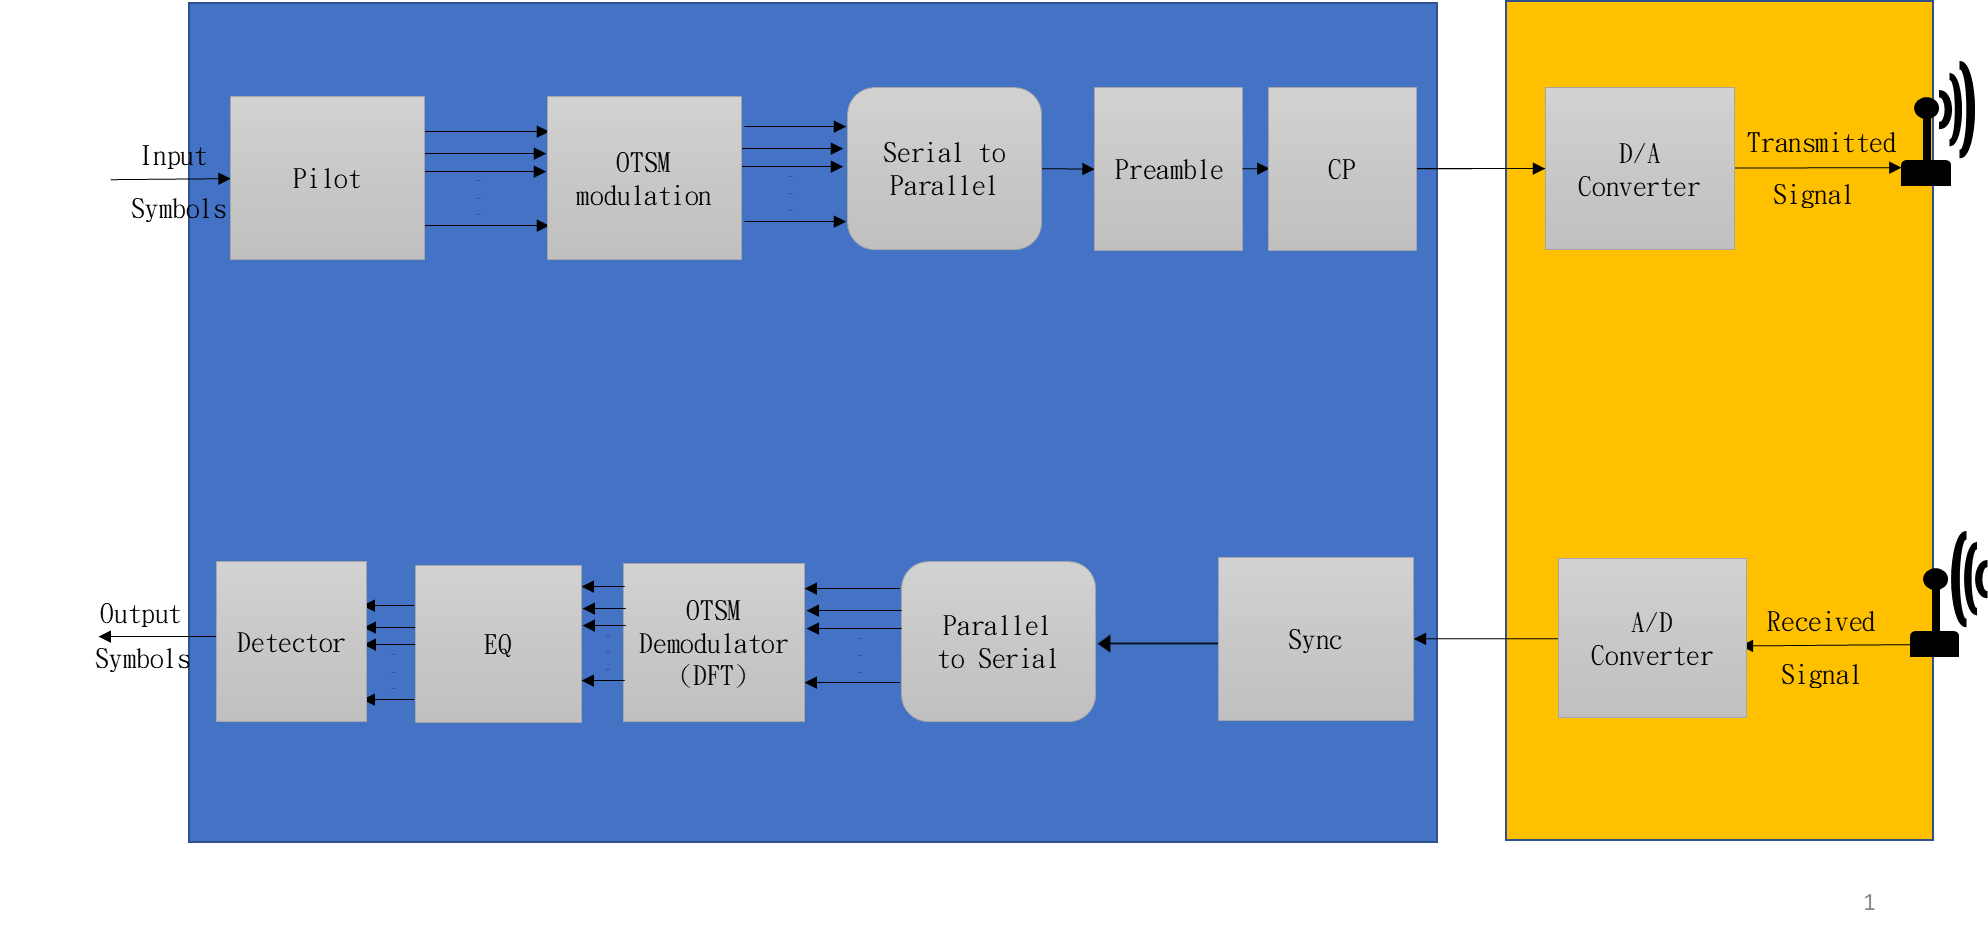 Input
Symbols
Pilot
OTSM
modulation
Serial to
Parallel
Preamble
CP
D/A
Converter
Transmitted
Signal
Output
Symbols
Detector
EQ
OTSM
Demodulator
(DFT)
Parallel
to Serial
Sync
A/D
Converter
Received
Signal
1